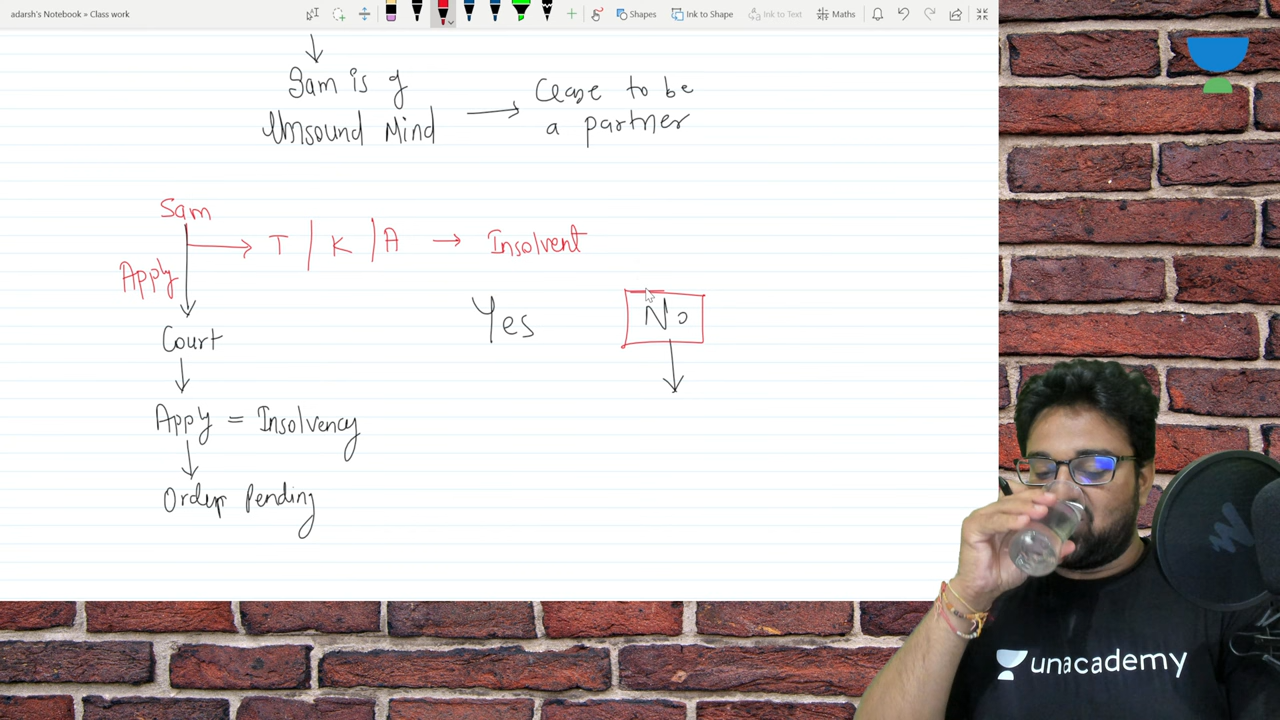 adarsh's Notebook » Class work
Shapes
Ink to Shape
Ink to Text
Maths
Sam is of
Unsound Mind
Cease to be
a partner
Sam
T | K | A → Insolvent
Apply
Yes
No
Court
Apply = Insolvency
Order Pending
unacademy